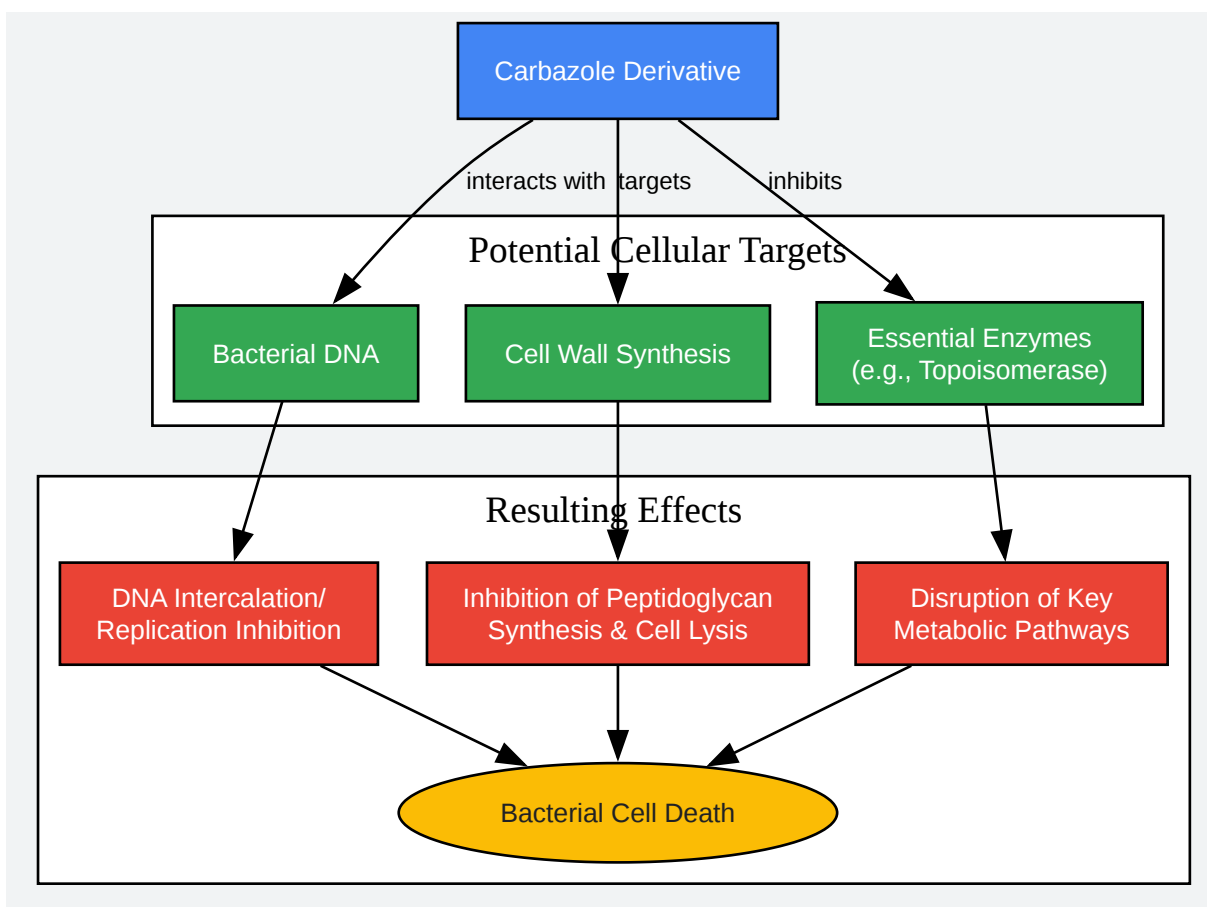 Carbazole Derivative
interacts with
targets
inhibits
Potential Cellular Targets
Bacterial DNA
Cell Wall Synthesis
Essential Enzymes
(e.g., Topoisomerase)
Resulting Effects
DNA Intercalation/
Replication Inhibition
Inhibition of Peptidoglycan
Synthesis & Cell Lysis
Disruption of Key
Metabolic Pathways
Bacterial Cell Death